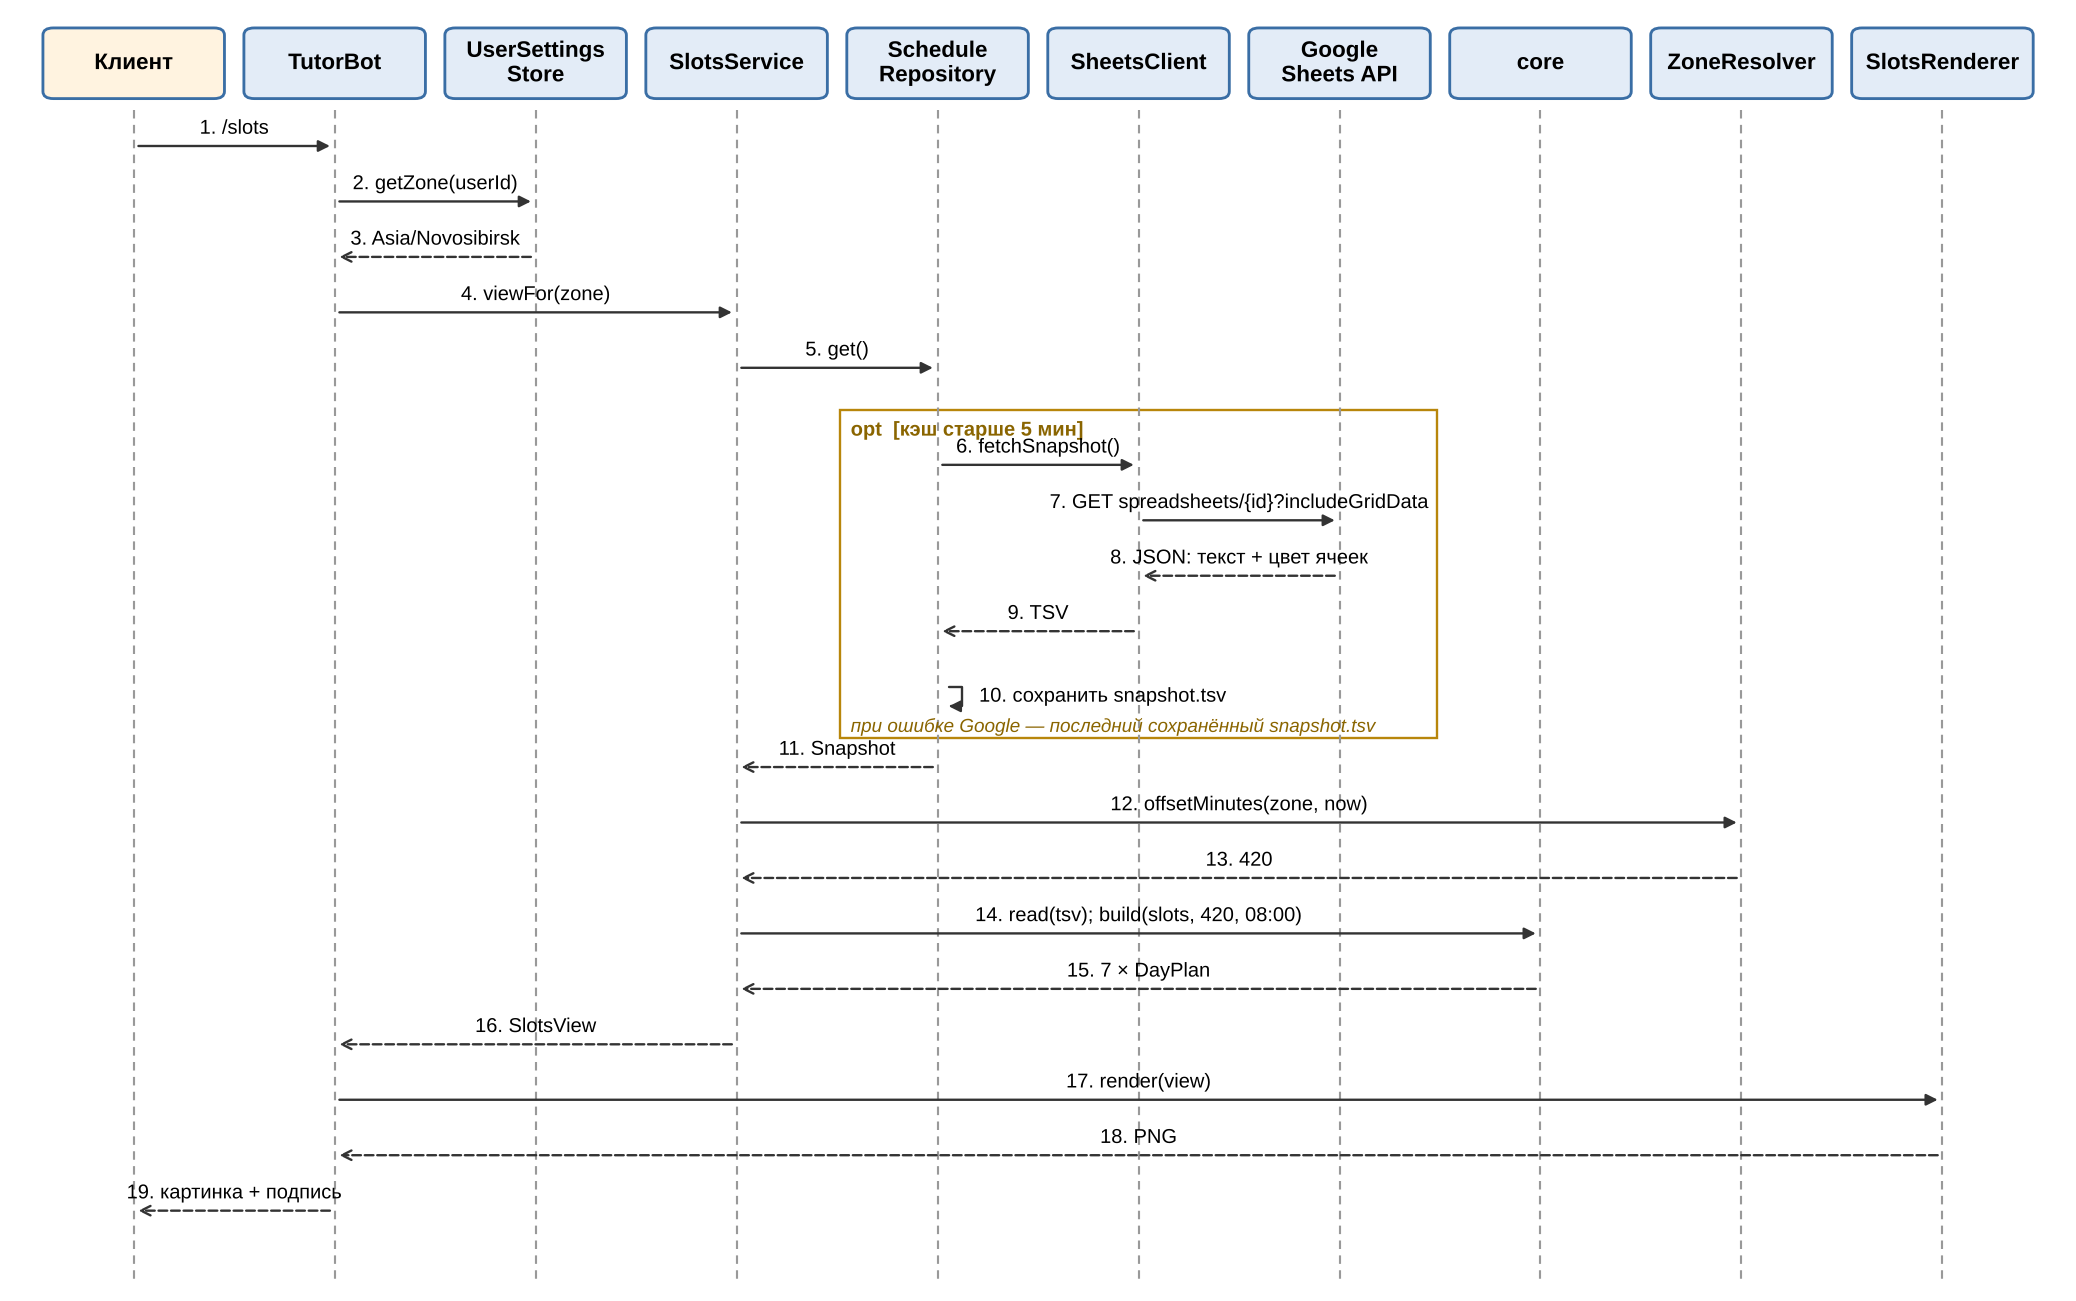 Клиент
TutorBot
UserSettings
Store
SlotsService
Schedule
Repository
SheetsClient
Google
Sheets API
core
ZoneResolver
SlotsRenderer
1. /slots
2. getZone(userId)
3. Asia/Novosibirsk
4. viewFor(zone)
5. get()
opt [кэш старше 5 мин]
6. fetchSnapshot()
7. GET spreadsheets/{id}?includeGridData
8. JSON: текст + цвет ячеек
9. TSV
10. сохранить snapshot.tsv
при ошибке Google — последний сохранённый snapshot.tsv
11. Snapshot
12. offsetMinutes(zone, now)
13. 420
14. read(tsv); build(slots, 420, 08:00)
15. 7 × DayPlan
16. SlotsView
17. render(view)
18. PNG
19. картинка + подпись